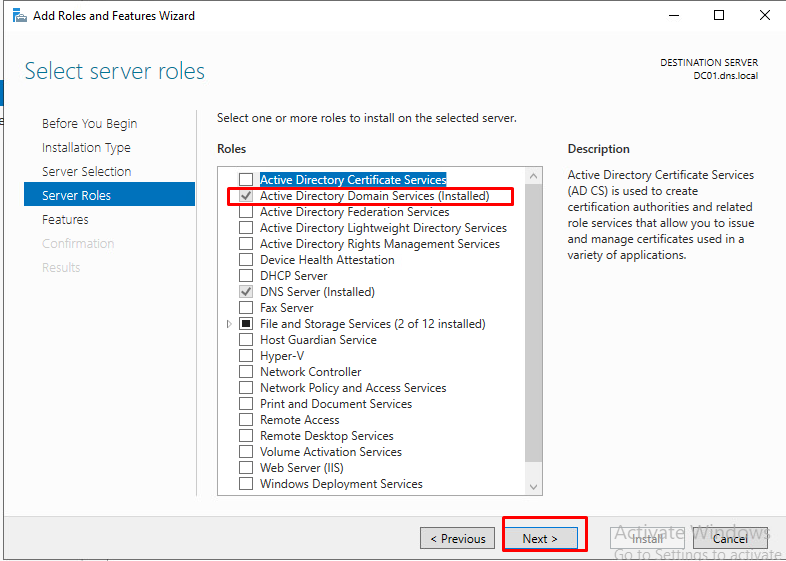 Add Roles and Features Wizard
Select server roles
DESTINATION SERVER
DC01.dns.local
Before You Begin
Installation Type
Server Selection
Server Roles
Features
Confirmation
Results
Select one or more roles to install on the selected server.
Roles
Active Directory Certificate Services
Active Directory Domain Services (Installed)
Active Directory Federation Services
Active Directory Lightweight Directory Services
Active Directory Rights Management Services
Device Health Attestation
DHCP Server
DNS Server (Installed)
Fax Server
File and Storage Services (2 of 12 installed)
Host Guardian Service
Hyper-V
Network Controller
Network Policy and Access Services
Print and Document Services
Remote Access
Remote Desktop Services
Volume Activation Services
Web Server (IIS)
Windows Deployment Services
Description
Active Directory Certificate Services
(AD CS) is used to create
certification authorities and related
role services that allow you to issue
and manage certificates used in a
variety of applications.
< Previous
Next >
Install
Cancel
Activate Windows
Go to Settings to activate